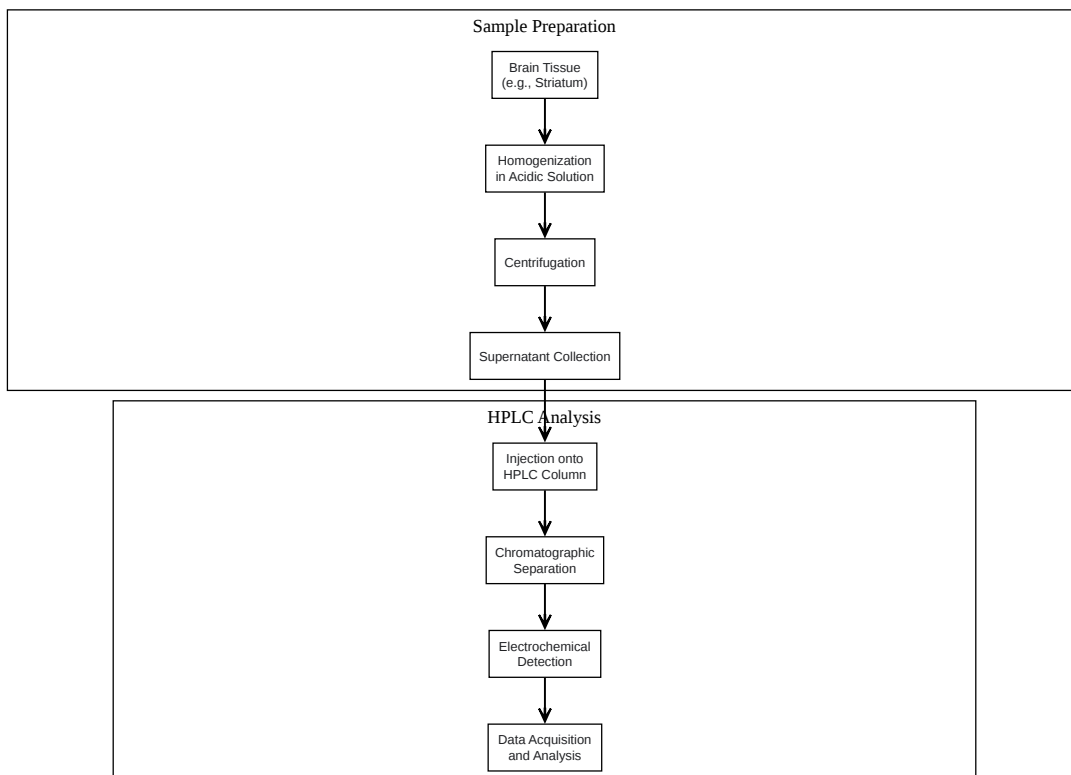 Sample Preparation
Brain Tissue
(e.g., Striatum)
Homogenization
in Acidic Solution
Centrifugation
Supernatant Collection
HPLC Analysis
Injection onto
HPLC Column
Chromatographic
Separation
Electrochemical
Detection
Data Acquisition
and Analysis